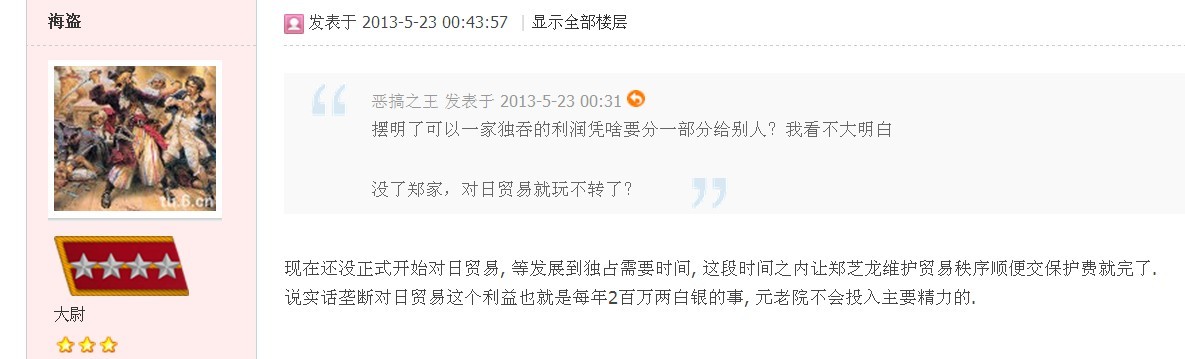 海盗
发表于 2013-5-23 00:43:57 | 显示全部楼层
恶搞之王 发表于 2013-5-23 00:31
摆明了可以一家独吞的利润凭啥要分一部分给别人？我看不大明白
没了郑家，对日贸易就玩不转了？
tu.6.cn
大尉
现在还没正式开始对日贸易, 等发展到独占需要时间, 这段时间之内让郑芝龙维护贸易秩序顺便交保护费就完了.
说实话垄断对日贸易这个利益也就是每年2百万两白银的事, 元老院不会投入主要精力的.